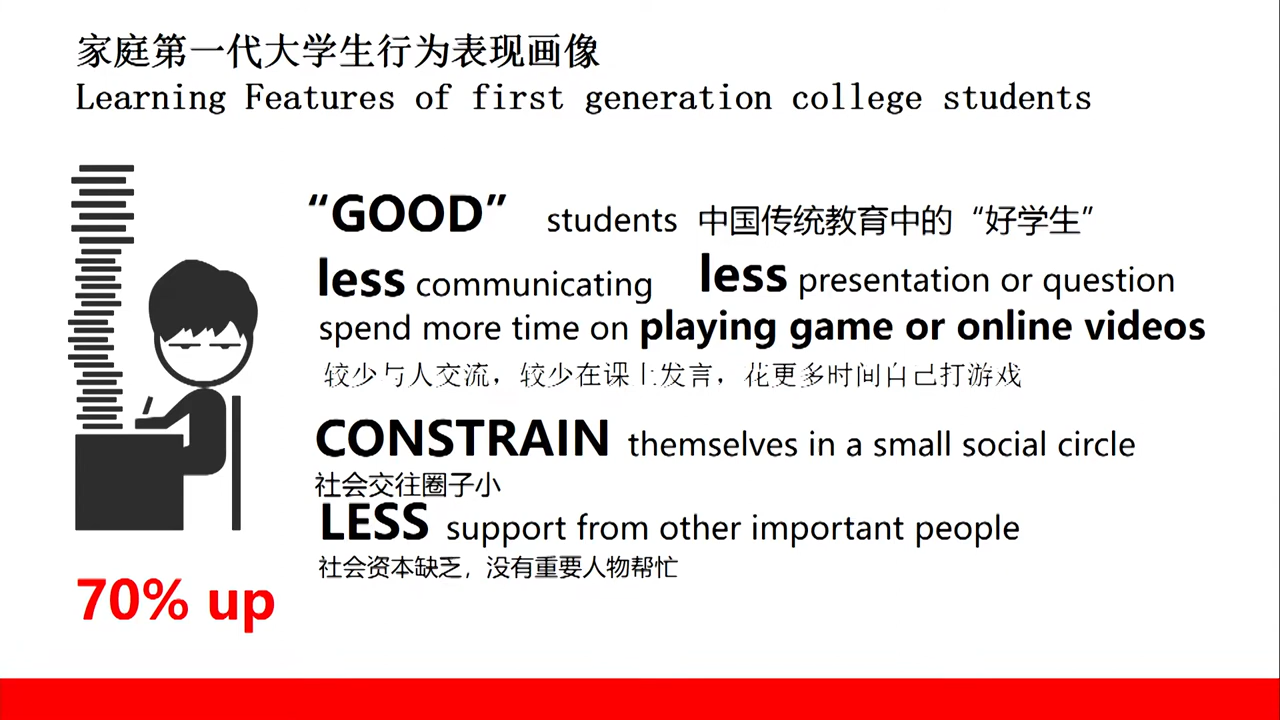 家庭第一代大学生行为表现画像
Learning Features of first generation college students
“GOOD” students 中国传统教育中的“好学生”
less communicating less presentation or question
spend more time on playing game or online videos
较少与人交流，较少在课上发言，花更多时间自己打游戏
CONSTRAIN themselves in a small social circle
社会交往圈子小
LESS support from other important people
社会资本缺乏，没有重要人物帮忙
70% up